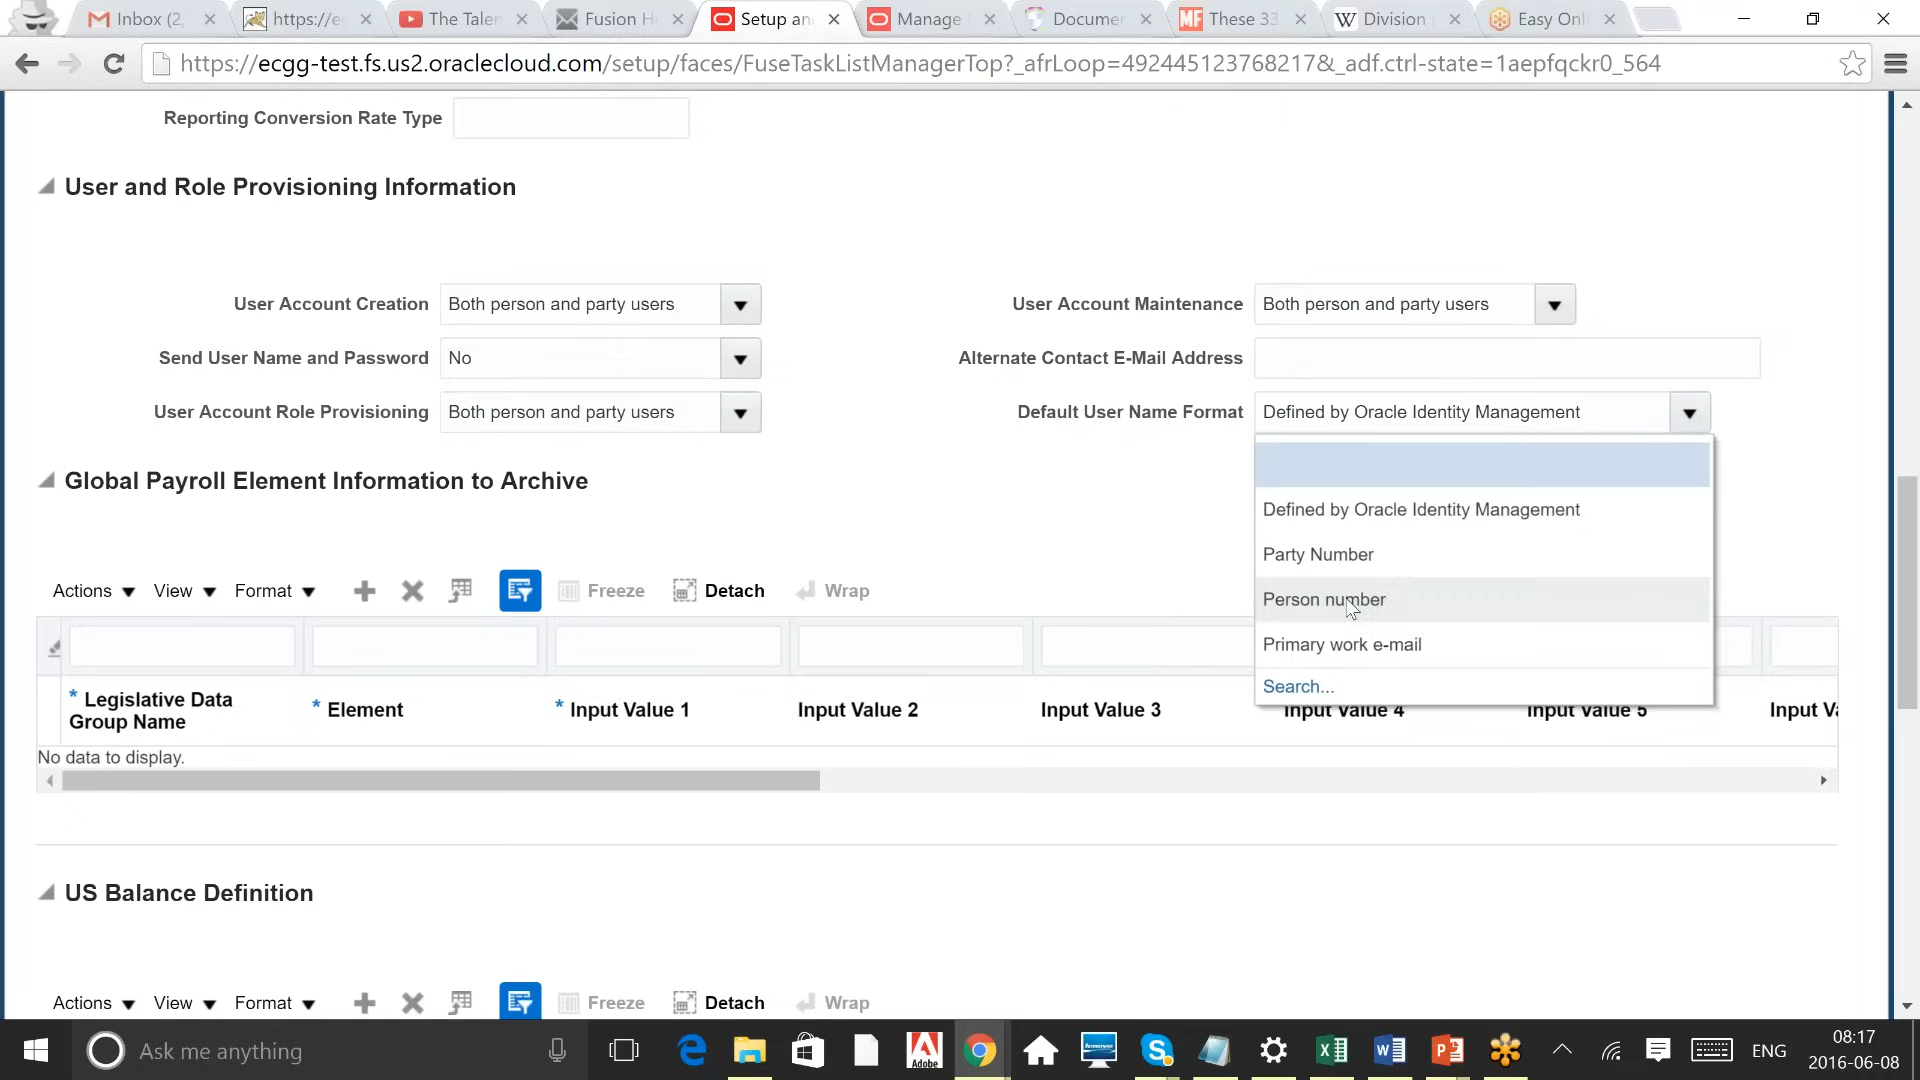 Inbox (2,
https://e
The Taler
Fusion H
Setup an
Manage
Docume
These 33
Division
Easy Onl
https://ecgg-test.fs.us2.oraclecloud.com/setup/faces/FuseTaskListManagerTop?_afrLoop=492445123768217&_adf.ctrl-state=1aepfqckr0_564
Reporting Conversion Rate Type
User and Role Provisioning Information
User Account Creation Both person and party users
User Account Maintenance Both person and party users
Send User Name and Password No
Alternate Contact E-Mail Address
User Account Role Provisioning Both person and party users
Default User Name Format Defined by Oracle Identity Management
Defined by Oracle Identity Management
Party Number
Person number
Primary work e-mail
Search...
Global Payroll Element Information to Archive
Actions View Format Freeze Detach Wrap
* Legislative Data Group Name
* Element
* Input Value 1
Input Value 2
Input Value 3
Input Value 4
Input Value 5
Input Va
No data to display.
US Balance Definition
Actions View Format Freeze Detach Wrap
Ask me anything
Adobe
lenovo
ENG
08:17
2016-06-08